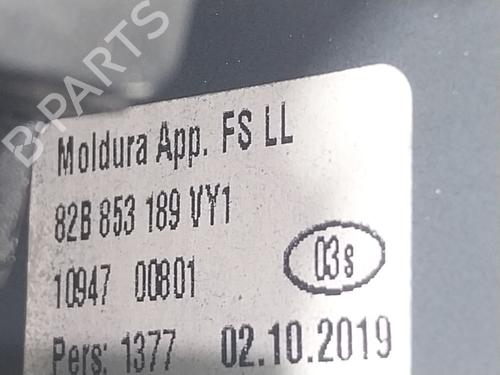 B-PARTS
Moldura App. FS LL
82B 853 189 VY1
10947 00801
03s
Pers: 1377 02.10.2019